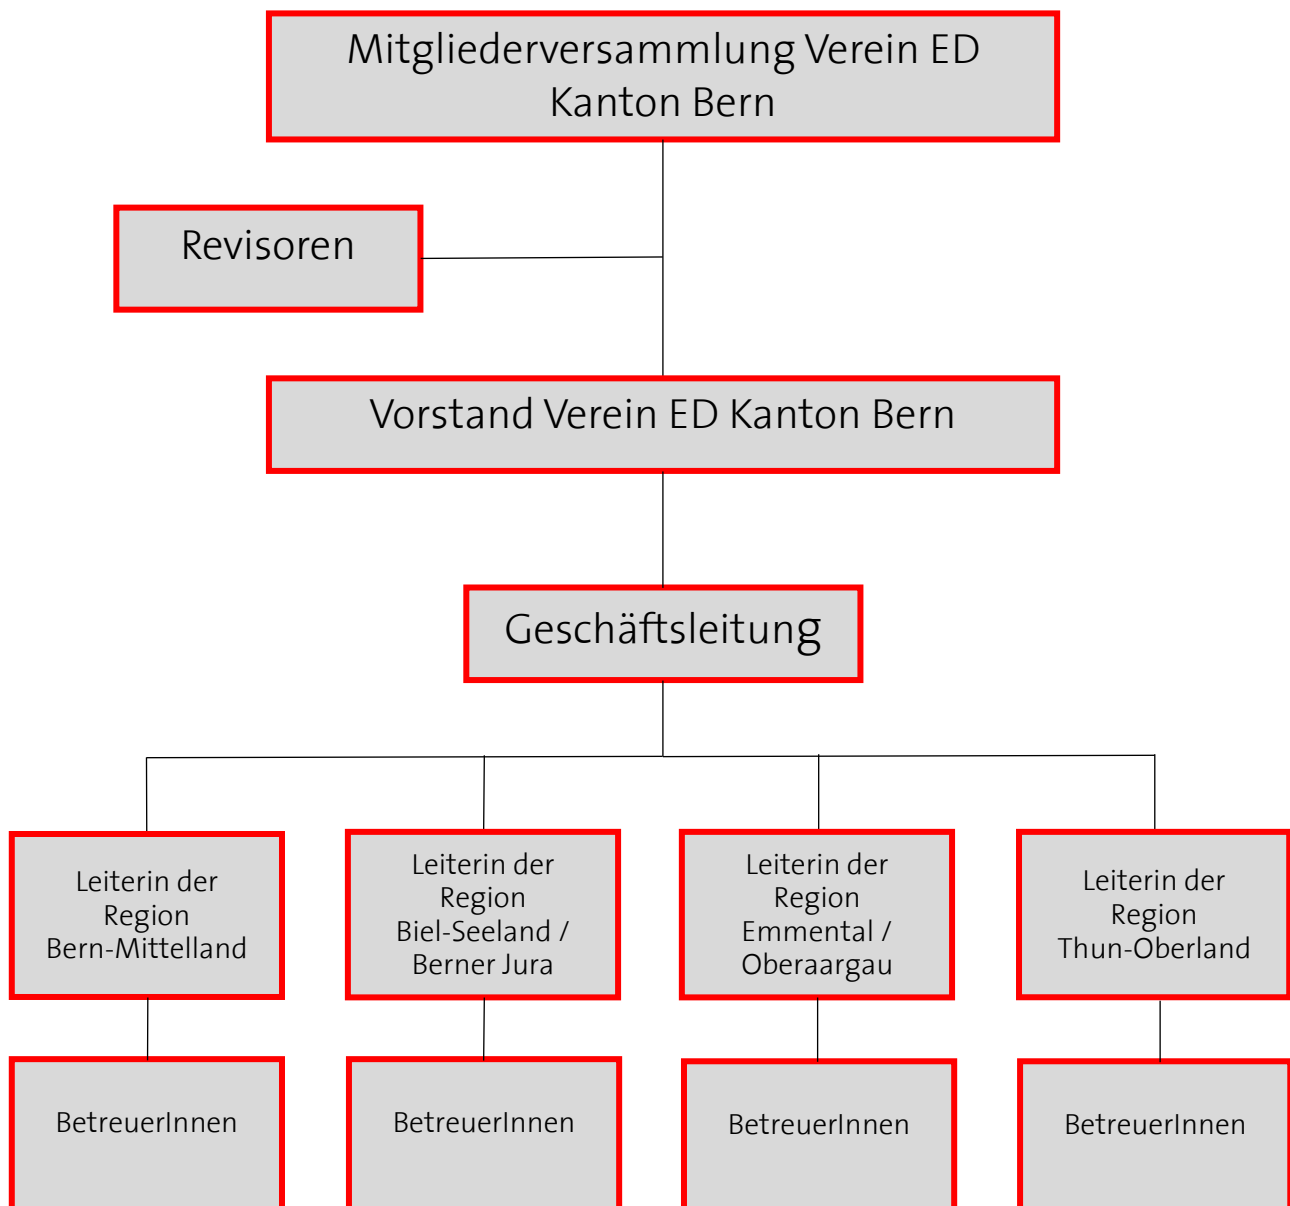 Mitgliederversammlung Verein ED
Kanton Bern
Revisoren
Vorstand Verein ED Kanton Bern
Geschäftsleitung
Leiterin der
Region
Bern-Mittelland
Leiterin der
Region
Biel-Seeland /
Berner Jura
Leiterin der
Region
Emmental /
Oberaargau
Leiterin der
Region
Thun-Oberland
BetreuerInnen
BetreuerInnen
BetreuerInnen
BetreuerInnen